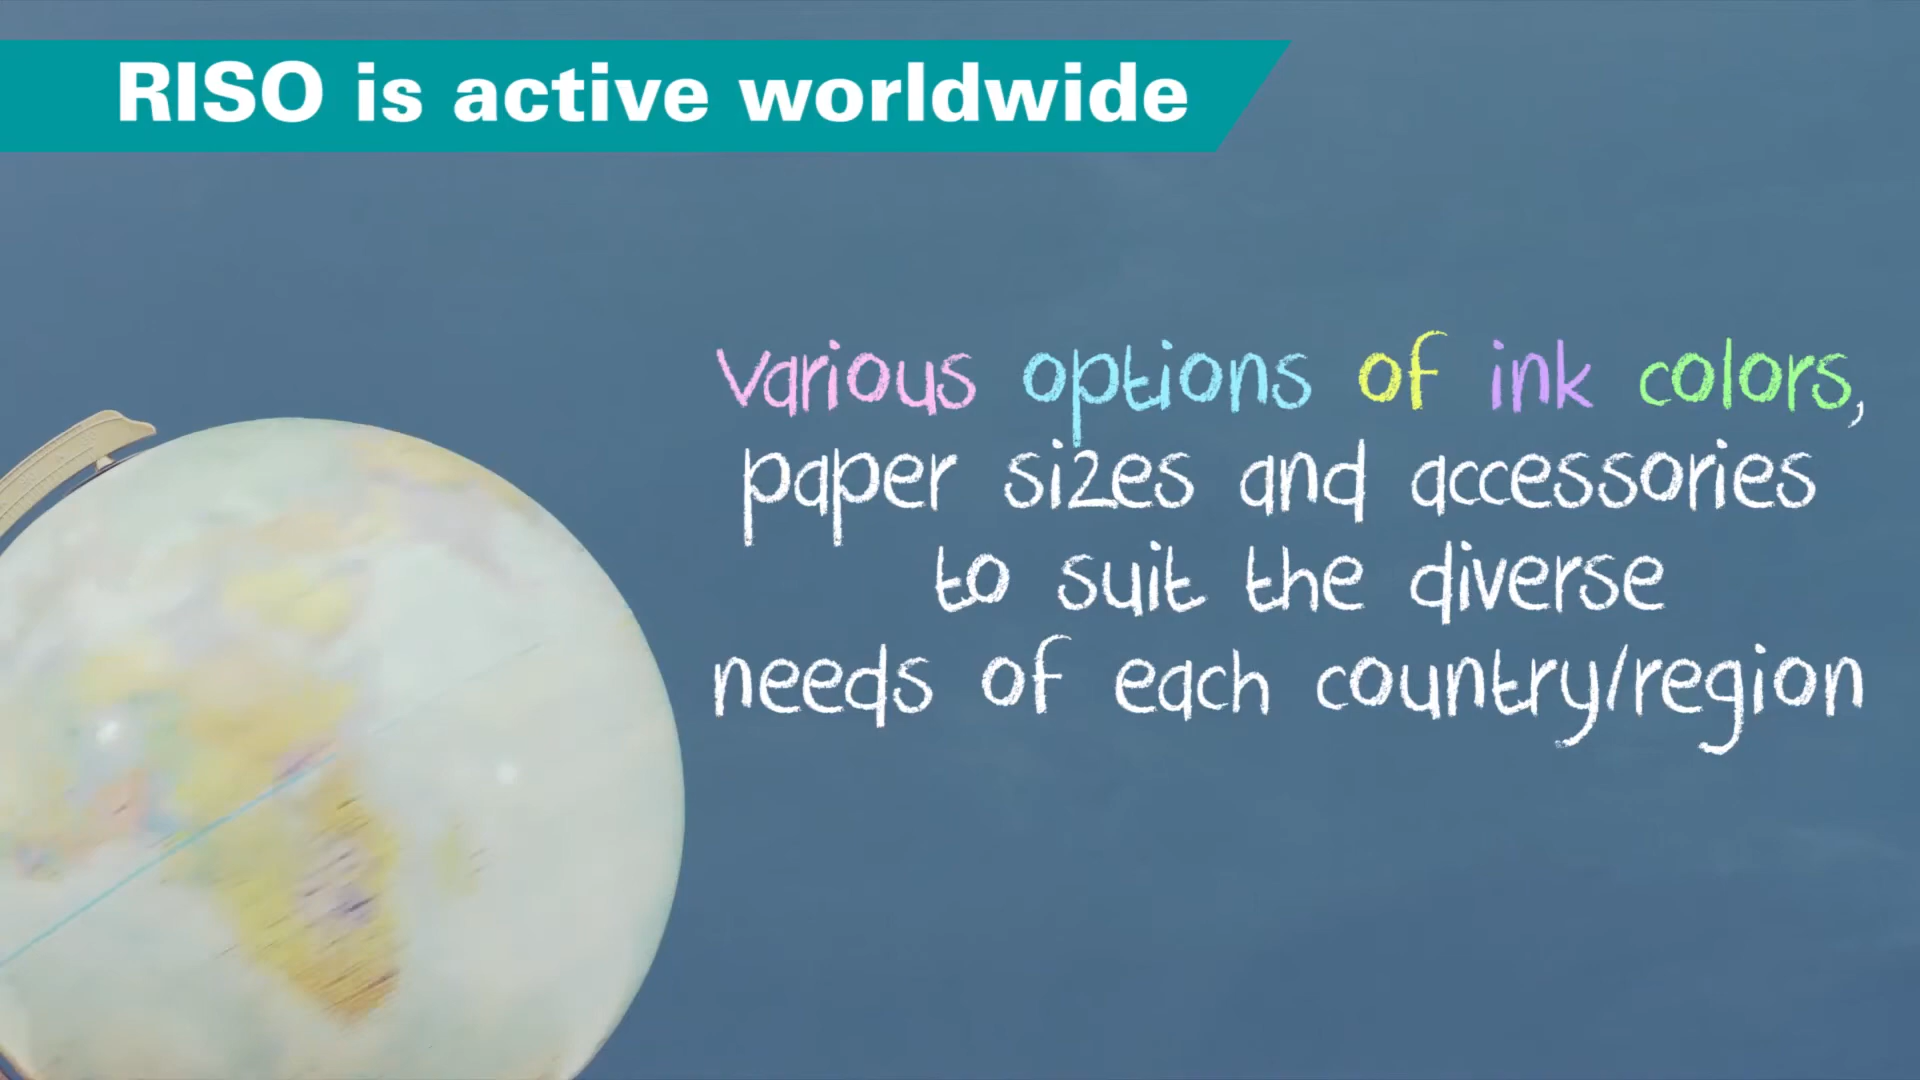 RISO is active worldwide
Various options of ink colors,
paper sizes and accessories
to suit the diverse
needs of each country/region